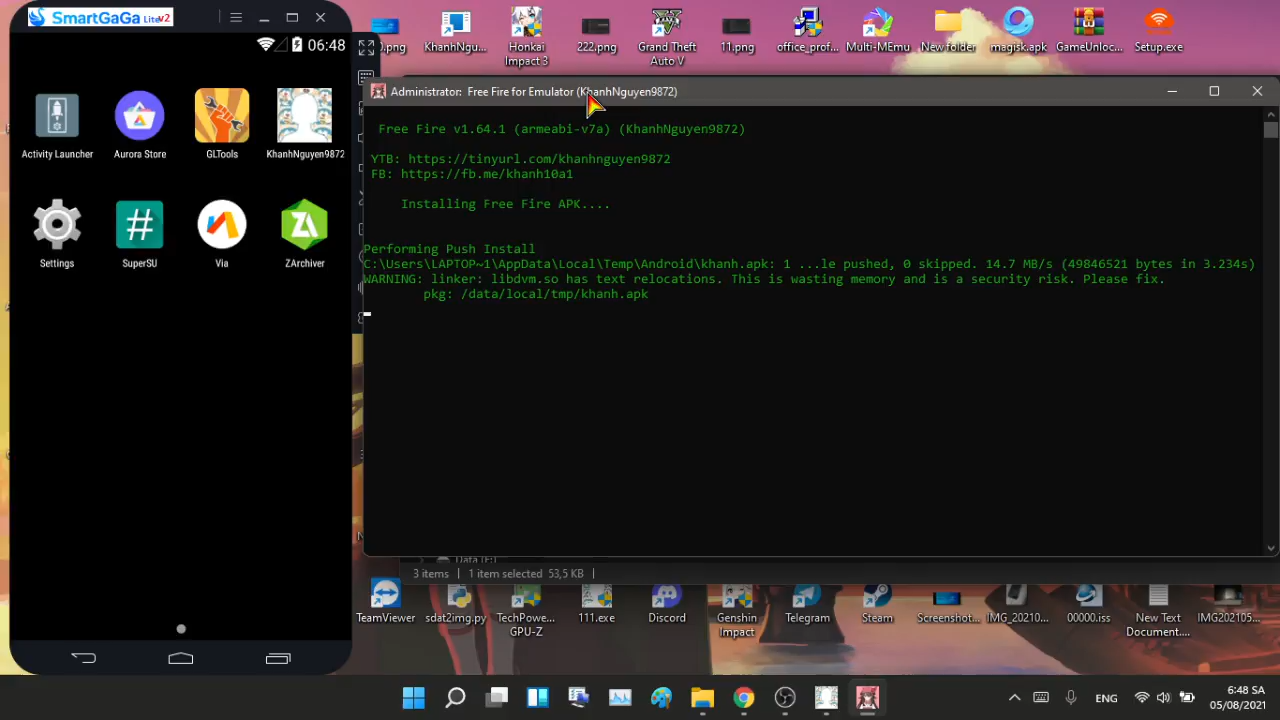 SmartGaGa Litev2
06:48
Activity Launcher
Aurora Store
GLTools
KhanhNguyen9872
Settings
SuperSU
Via
ZArchiver
KhanhNgu...
Honkai Impact 3
222.png
Grand Theft Auto V
11.png
office_prof...
Multi-MEmu
New folder
magisk.apk
GameUnloc...
Setup.exe
Administrator: Free Fire for Emulator (KhanhNguyen9872)
Free Fire v1.64.1 (armeabi-v7a) (KhanhNguyen9872)
YTB: https://tinyurl.com/khanhnguyen9872
FB: https://fb.me/khanh10a1
Installing Free Fire APK....
Performing Push Install
C:\Users\LAPTOP~1\AppData\Local\Temp\Android\khanh.apk: 1 ...le pushed, 0 skipped. 14.7 MB/s (49846521 bytes in 3.234s)
WARNING: linker: libdvm.so has text relocations. This is wasting memory and is a security risk. Please fix.
pkg: /data/local/tmp/khanh.apk
3 items
1 item selected 53,5 KB
TeamViewer
sdat2img.py
TechPowe... GPU-Z
111.exe
Discord
Genshin Impact
Telegram
Steam
Screenshot...
IMG_20210...
00000.iss
New Text Document....
IMG202105...
ENG
6:48 SA
05/08/2021